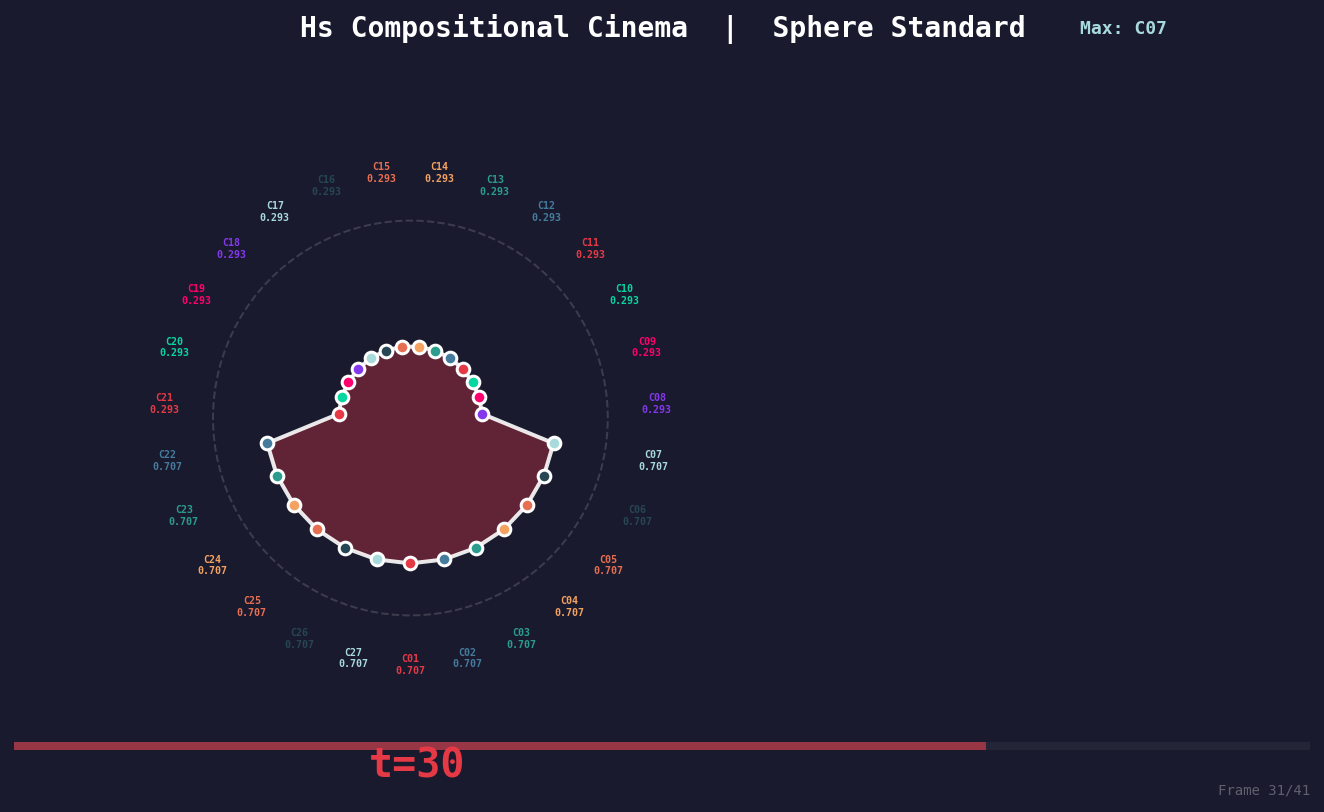 Hs Compositional Cinema | Sphere Standard
Max: C07
C15
0.293
C14
0.293
C16
0.293
C13
0.293
C17
0.293
C12
0.293
C18
0.293
C11
0.293
C19
0.293
C10
0.293
C20
0.293
C09
0.293
C21
0.293
C08
0.293
C22
0.707
C07
0.707
C23
0.707
C06
0.707
C24
0.707
C05
0.707
C25
0.707
C04
0.707
C26
0.707
C03
0.707
C27
0.707
C01
0.707
C02
0.707
t=30
Frame 31/41